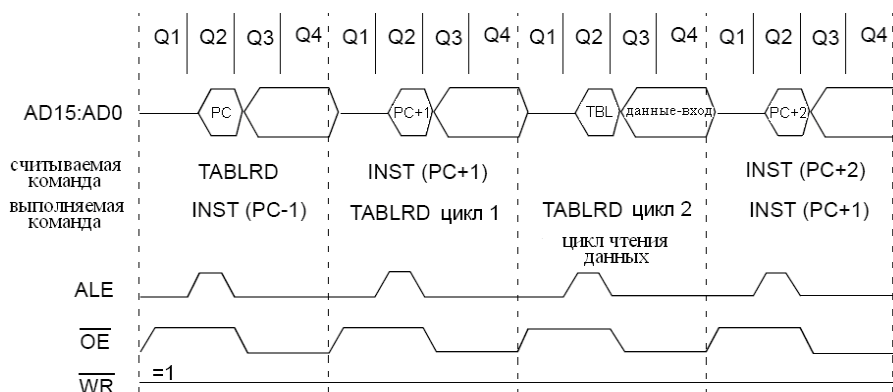 Q1 Q2 Q3 Q4 Q1 Q2 Q3 Q4 Q1 Q2 Q3 Q4 Q1 Q2 Q3 Q4
AD15:AD0 PC PC+1 TBL данные-вход PC+2
считываемая
команда TABLRD INST (PC+1) INST (PC+2)
выполняемая
команда INST (PC-1) TABLRD цикл 1 TABLRD цикл 2 INST (PC+1)
цикл чтения
данных
ALE
OE
WR =1